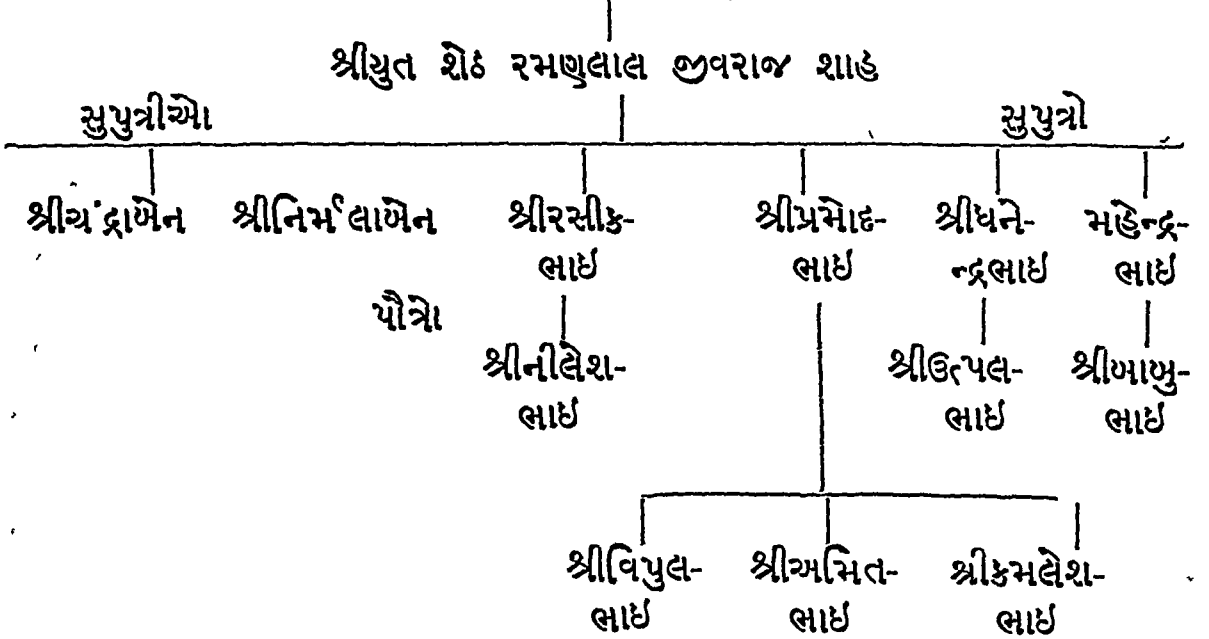 શ્રીયુત શેઠ રમણલાલ જીવરાજ શાહ
સુપુત્રીઓ સુપુત્રો
શ્રીચંદ્રાબેન શ્રીનિર્મલાબેન શ્રીરસીક- શ્રીપ્રમોદ- શ્રીધને- મહેન્દ્ર-
ભાઇ ભાઇ ન્દ્રભાઇ ભાઇ
પૌત્રો
શ્રીનીલેશ- શ્રીઉત્પલ- શ્રીબાબુ-
ભાઇ ભાઇ ભાઇ
શ્રીવિપુલ- શ્રીઅમિત- શ્રીકમલેશ-
ભાઇ ભાઇ ભાઇ